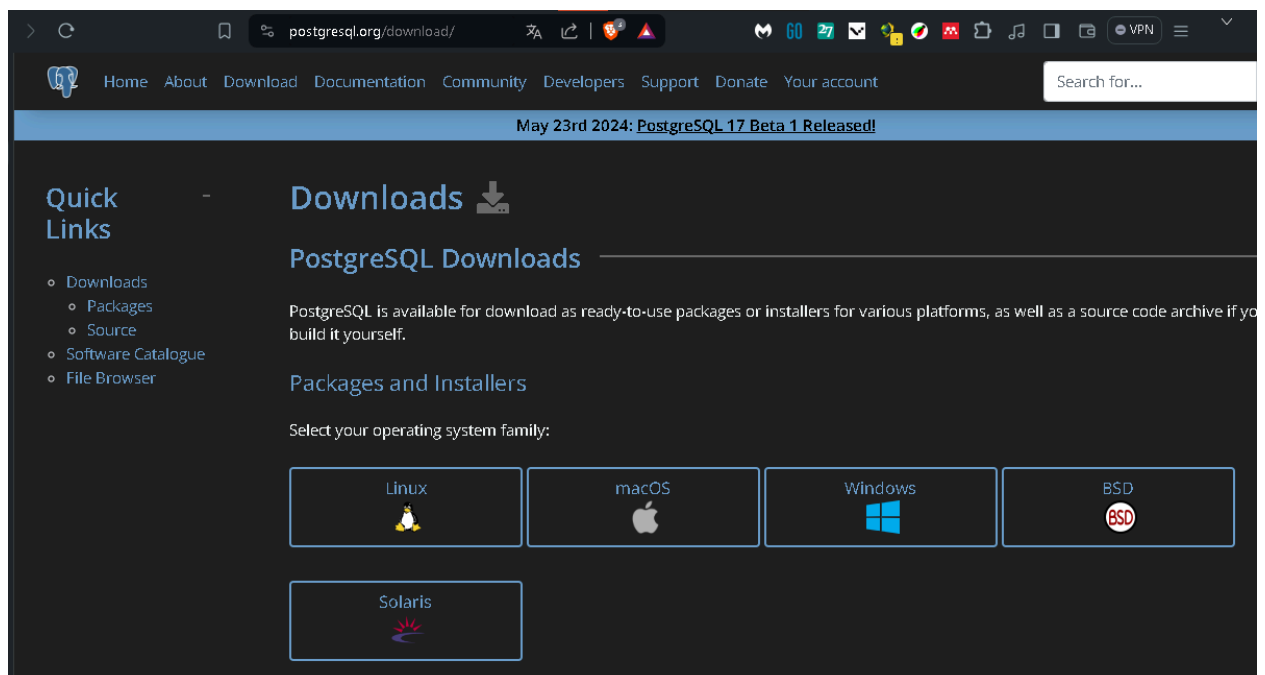 postgresql.org/download/
VPN
Home About Download Documentation Community Developers Support Donate Your account
Search for...
May 23rd 2024: PostgreSQL 17 Beta 1 Released!
Quick
Links
Downloads
Packages
Source
Software Catalogue
File Browser
Downloads
PostgreSQL Downloads
PostgreSQL is available for download as ready-to-use packages or installers for various platforms, as well as a source code archive if yo
build it yourself.
Packages and Installers
Select your operating system family:
Linux
macOS
Windows
BSD
BSD
Solaris